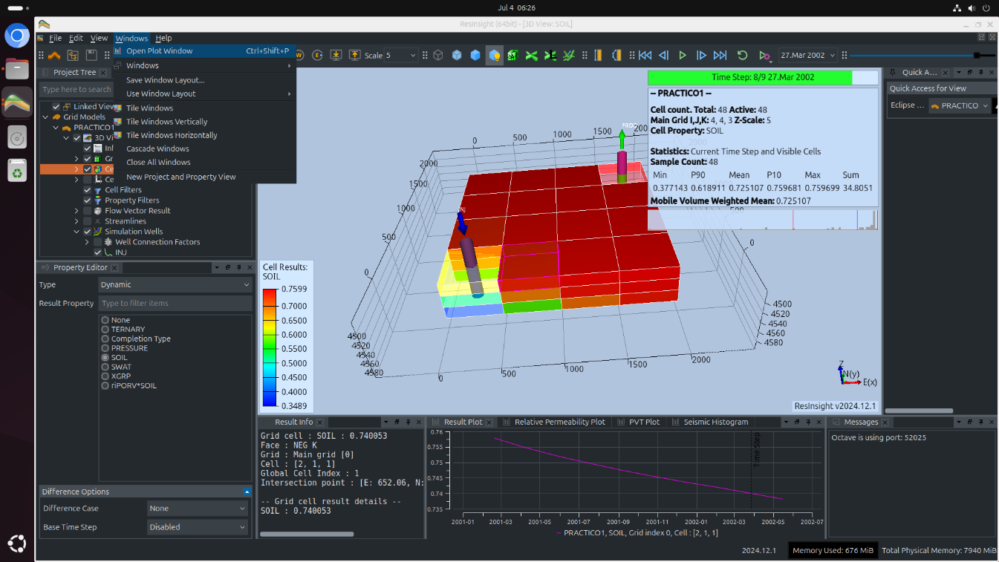 Jul 4 06:26
ResInsight (64bit) - [3D View: SOIL]
File Edit View Windows Help
Open Plot Window Ctrl+Shift+P
Windows
Save Window Layout...
Use Window Layout
Tile Windows
Tile Windows Vertically
Tile Windows Horizontally
Cascade Windows
Close All Windows
New Project and Property View
Scale 5
27.Mar 2002
Project Tree
Type here to search
Linked View
Grid Models
PRACTICO1
3D Vi
Inf
Gr
Ce
Ce
Cell Filters
Property Filters
Flow Vector Result
Streamlines
Simulation Wells
Well Connection Factors
INJ
Property Editor
Type Dynamic
Result Property Type to filter items
None
TERNARY
Completion Type
PRESSURE
SOIL
SWAT
XGRP
riPORV*SOIL
Difference Options
Difference Case None
Base Time Step Disabled
Time Step: 8/9 27.Mar 2002
-- PRACTICO1 --
Cell count. Total: 48 Active: 48
Main Grid I,J,K: 4, 4, 3 Z-Scale: 5
Cell Property: SOIL
Statistics: Current Time Step and Visible Cells
Sample Count: 48
Min P90 Mean P10 Max Sum
0.377143 0.618911 0.725107 0.759681 0.759699 34.8051
Mobile Volume Weighted Mean: 0.725107
0 500 1000 1500
2000
1500
1000
500
0
0
4500
4520
4540
4560
4580
4500
4520
4540
4560
4580
0 500 1000 1500 2000
Z
N(y)
E(x)
ResInsight v2024.12.1
Cell Results:
SOIL
0.7599
0.7000
0.6500
0.6000
0.5500
0.5000
0.4500
0.4000
0.3489
Quick A...
Quick Access for View
Eclipse ... PRACTICO
Result Info
Grid cell : SOIL : 0.740053
Face : NEG K
Grid : Main grid [0]
Cell : [2, 1, 1]
Global Cell Index : 1
Intersection point : [E: 652.06, N:
-- Grid cell result details --
SOIL : 0.740053
Result Plot Relative Permeability Plot PVT Plot Seismic Histogram
0.76
0.755
0.75
0.745
0.74
0.735
Time Step
2001-01 2001-03 2001-05 2001-07 2001-09 2001-11 2002-01 2002-03 2002-05 2002-07
PRACTICO1, SOIL, Grid index 0, Cell : [2, 1, 1]
Messages
Octave is using port: 52025
2024.12.1 Memory Used: 676 MiB Total Physical Memory: 7940 MiB